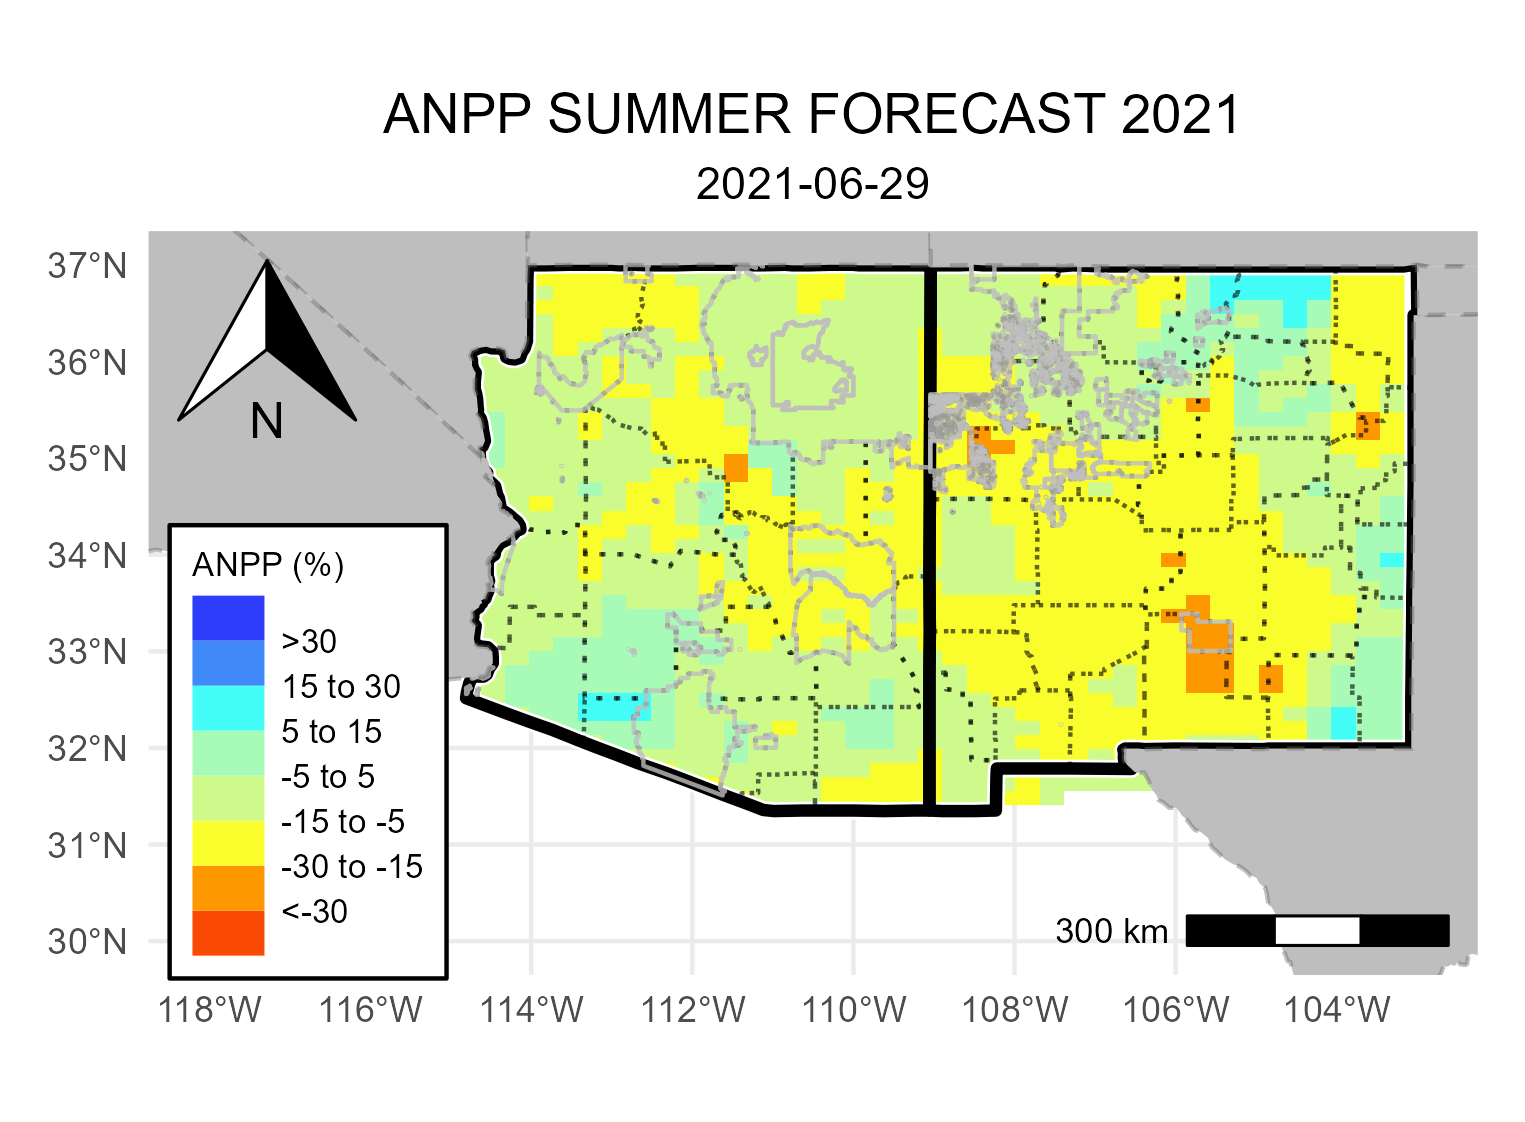 ANPP SUMMER FORECAST 2021
2021-06-29
37°N
36°N
35°N
34°N
33°N
32°N
31°N
30°N
N
ANPP (%)
>30
15 to 30
5 to 15
-5 to 5
-15 to -5
-30 to -15
<-30
300 km
118°W 116°W 114°W 112°W 110°W 108°W 106°W 104°W